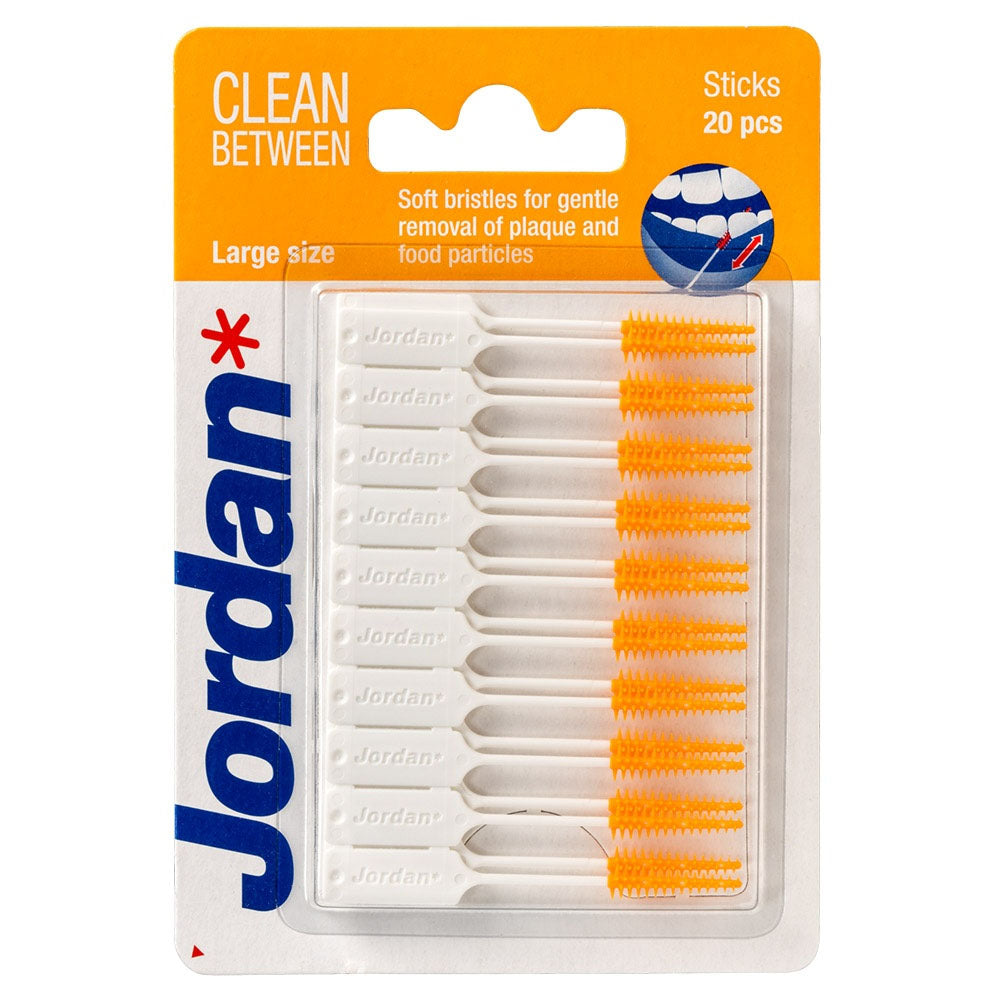 CLEAN
BETWEEN
Large size
Sticks
20 pcs
Soft bristles for gentle
removal of plaque and
food particles
Jordan*
Jordan*
Jordan*
Jordan*
Jordan*
Jordan*
Jordan*
Jordan*
Jordan*
Jordan*
Jordan*